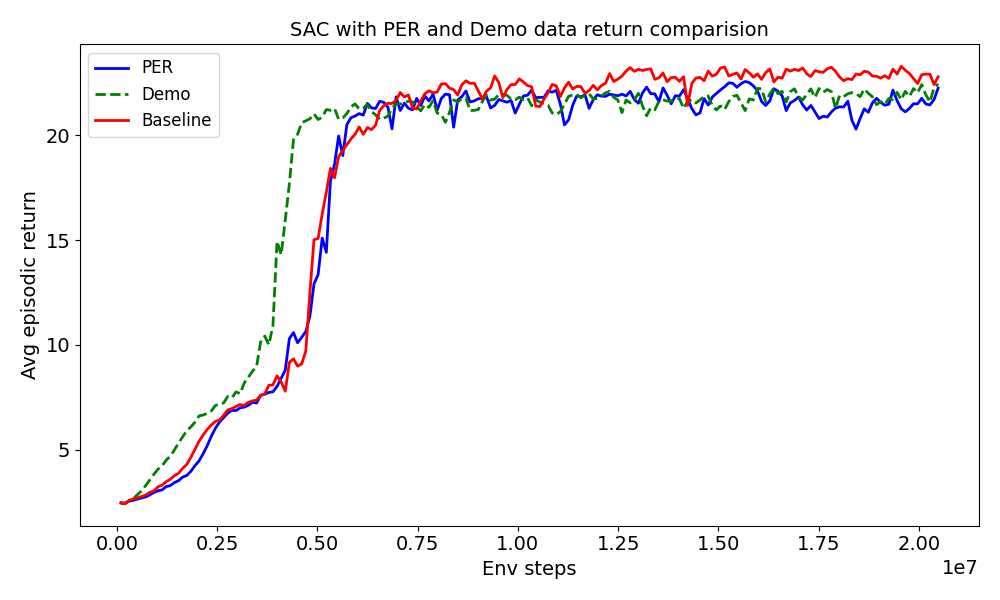 SAC with PER and Demo data return comparision
PER
Demo
Baseline
Avg episodic return
20
15
10
5
0.00 0.25 0.50 0.75 1.00 1.25 1.50 1.75 2.00
1e7
Env steps